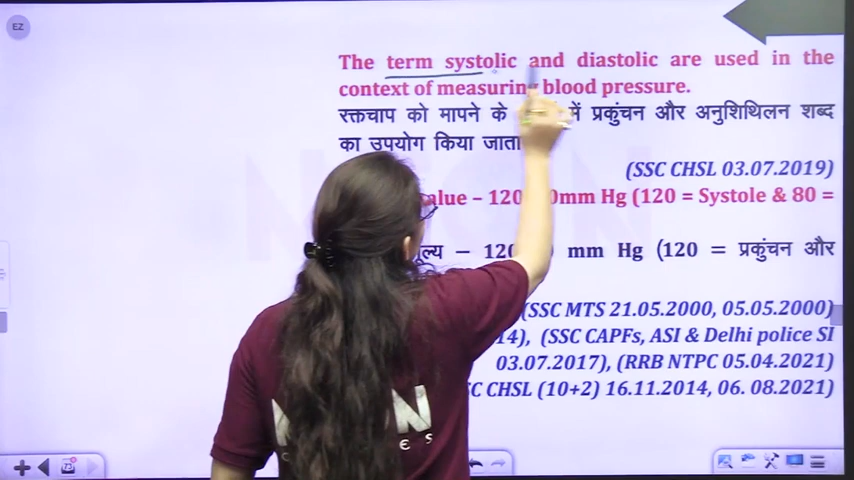 EZ
The term systolic and diastolic are used in the
context of measuring blood pressure.
रक्तचाप को मापने के में प्रकुंचन और अनुशिथिलन शब्द
का उपयोग किया जाता
(SSC CHSL 03.07.2019)
– 120 mm Hg (120 = Systole & 80 =
– 120 mm Hg (120 = प्रकुंचन और
(SSC MTS 21.05.2000, 05.05.2000)
(SSC CAPFs, ASI & Delhi police SI
03.07.2017), (RRB NTPC 05.04.2021)
CHSL (10+2) 16.11.2014, 06. 08.2021)